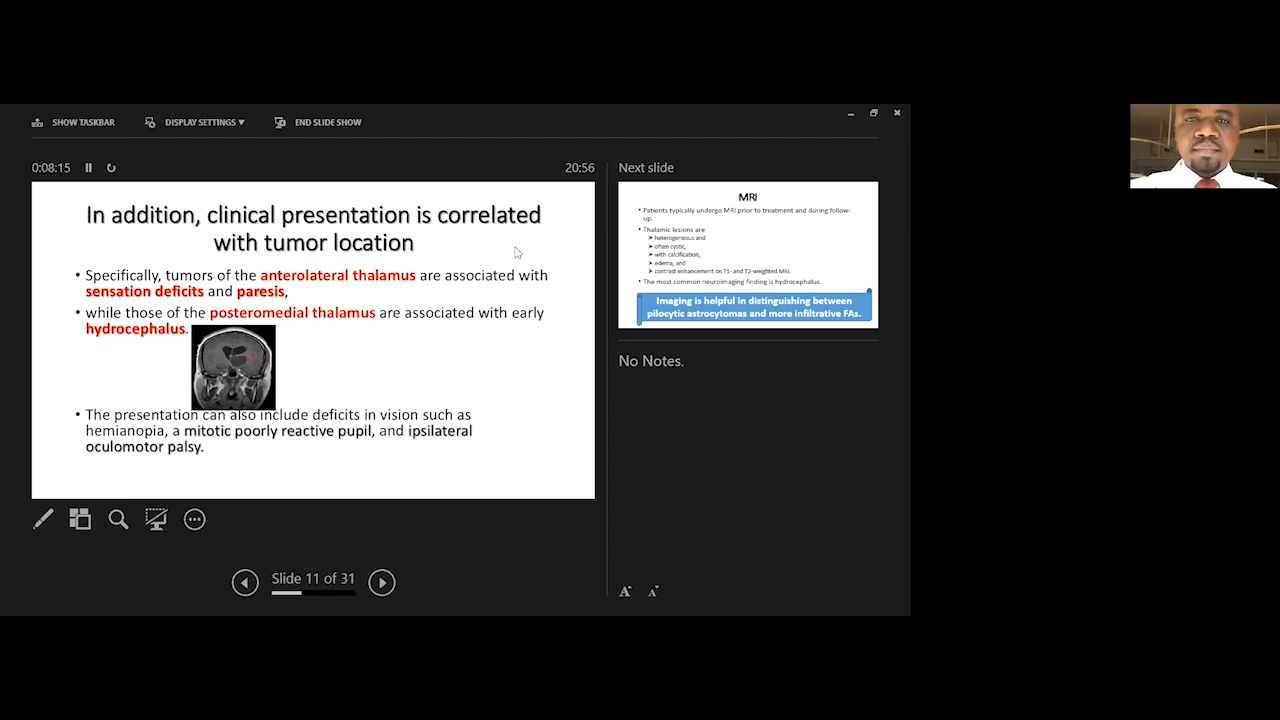 SHOW TASKBAR DISPLAY SETTINGS ▼ END SLIDE SHOW
0:08:15 20:56
In addition, clinical presentation is correlated
with tumor location
• Specifically, tumors of the anterolateral thalamus are associated with
sensation deficits and paresis,
• while those of the posteromedial thalamus are associated with early
hydrocephalus.
• The presentation can also include deficits in vision such as
hemianopia, a mitotic poorly reactive pupil, and ipsilateral
oculomotor palsy.
Slide 11 of 31
Next slide
MRI
• Patients typically undergo MRI prior to treatment and during follow-
up.
• Thalamic lesions are
➤ heterogeneous and
➤ often cystic,
➤ with calcification,
➤ edema, and
➤ contrast enhancement on T1- and T2-weighted MRI.
• The most common neuroimaging finding is hydrocephalus.
Imaging is helpful in distinguishing between
pilocytic astrocytomas and more infiltrative FAs.
No Notes.
A A